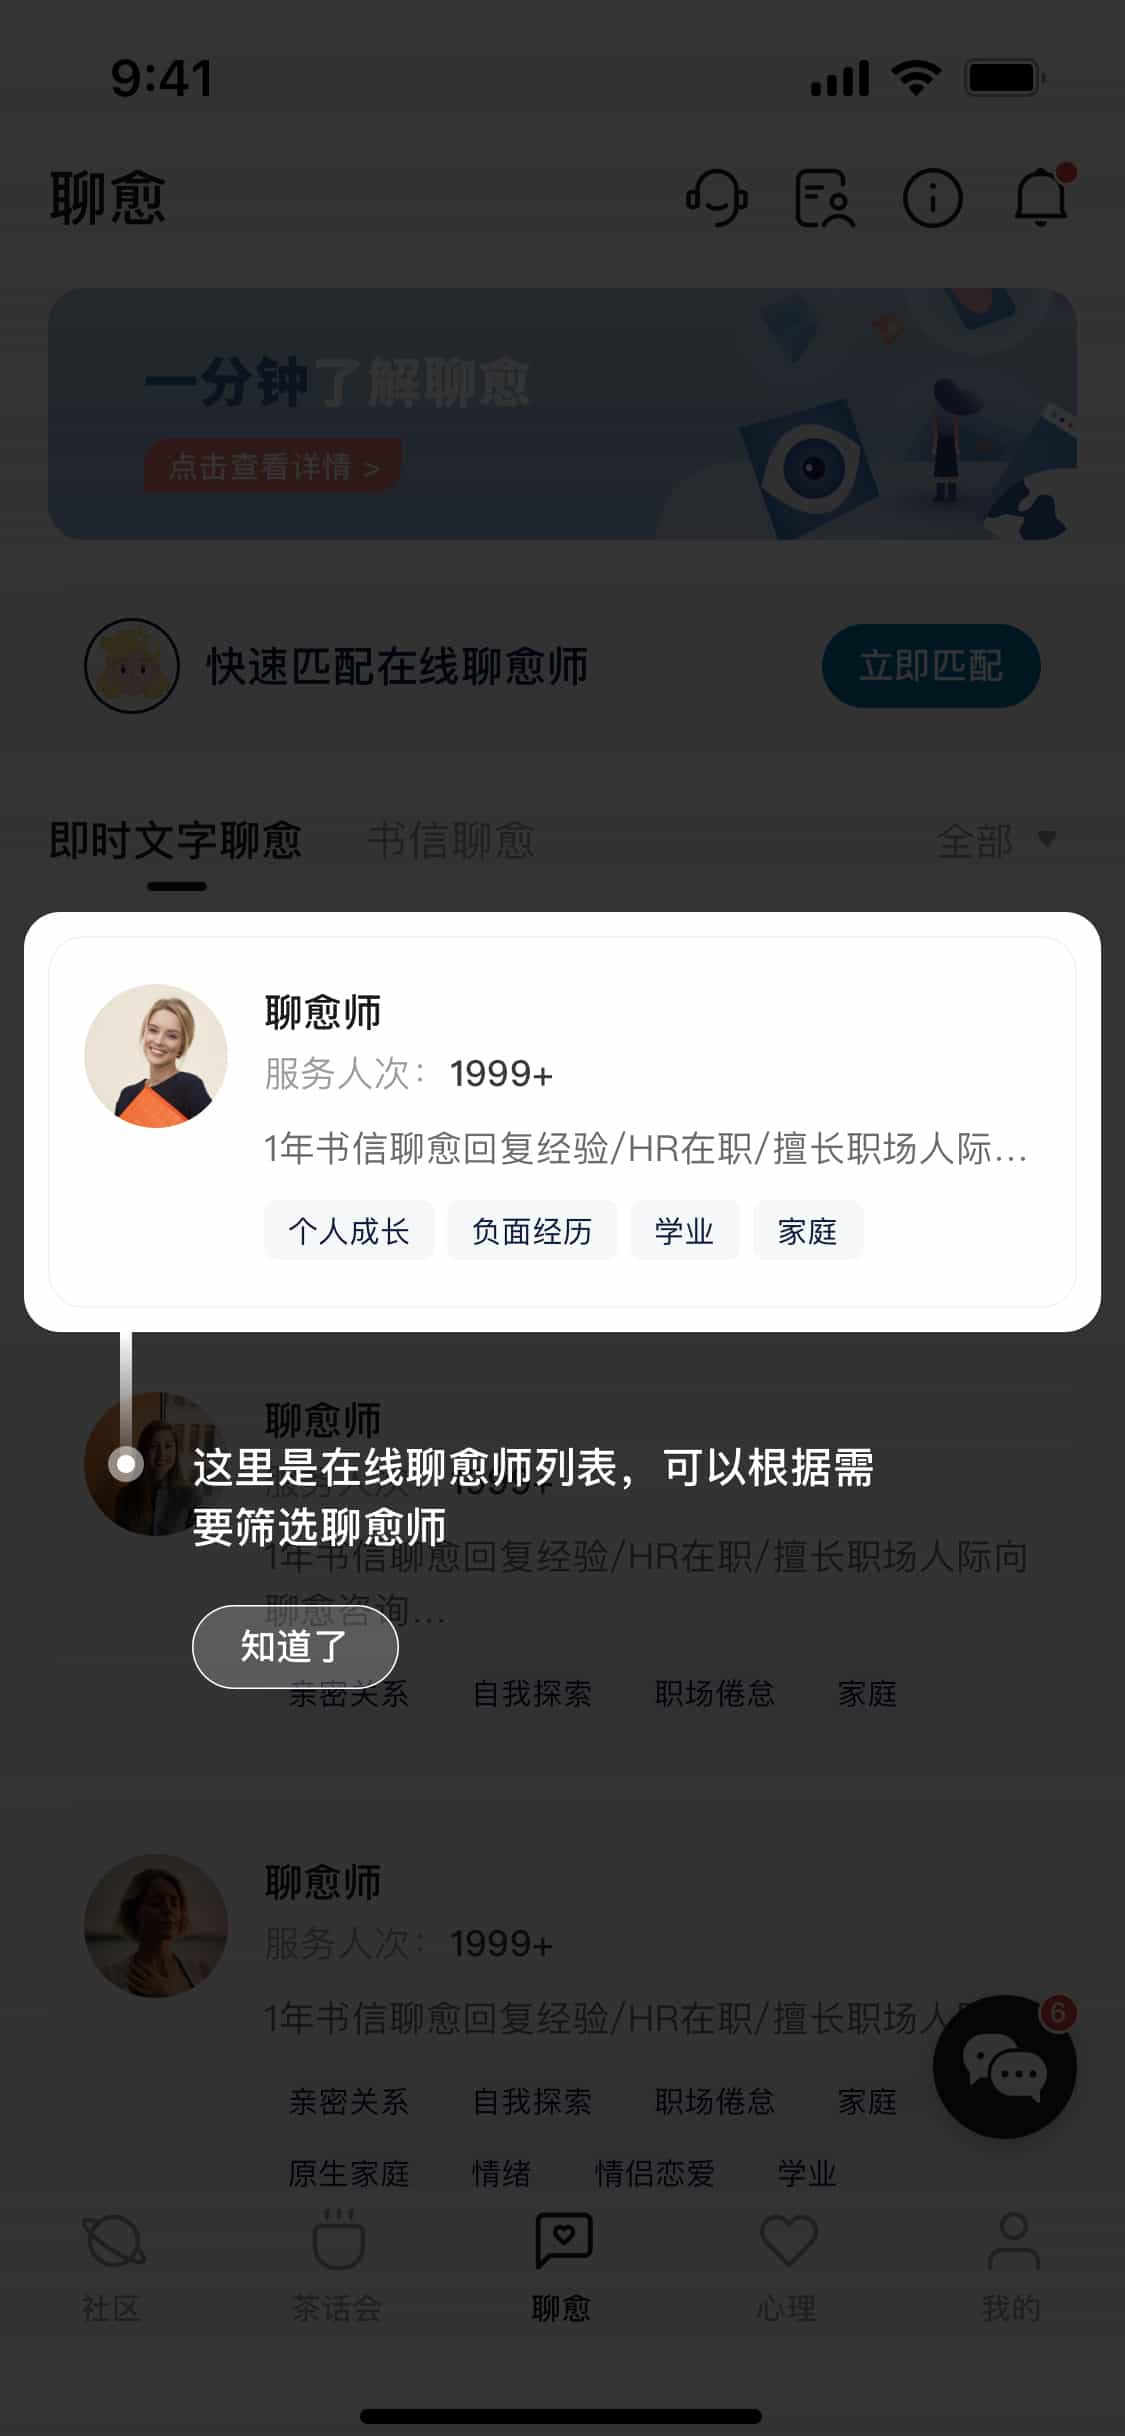 9:41
聊愈
一分钟了解聊愈
点击查看详情 >
快速匹配在线聊愈师
立即匹配
即时文字聊愈
书信聊愈
全部
聊愈师
服务人次：1999+
1年书信聊愈回复经验/HR在职/擅长职场人际...
个人成长
负面经历
学业
家庭
聊愈师
服务人次：1999+
这里是在线聊愈师列表，可以根据需
要筛选聊愈师
1年书信聊愈回复经验/HR在职/擅长职场人际向
聊愈咨询...
知道了
亲密关系
自我探索
职场倦怠
家庭
聊愈师
服务人次：1999+
1年书信聊愈回复经验/HR在职/擅长职场人
6
亲密关系
自我探索
职场倦怠
家庭
原生家庭
情绪
情侣恋爱
学业
社区
茶话会
聊愈
心理
我的